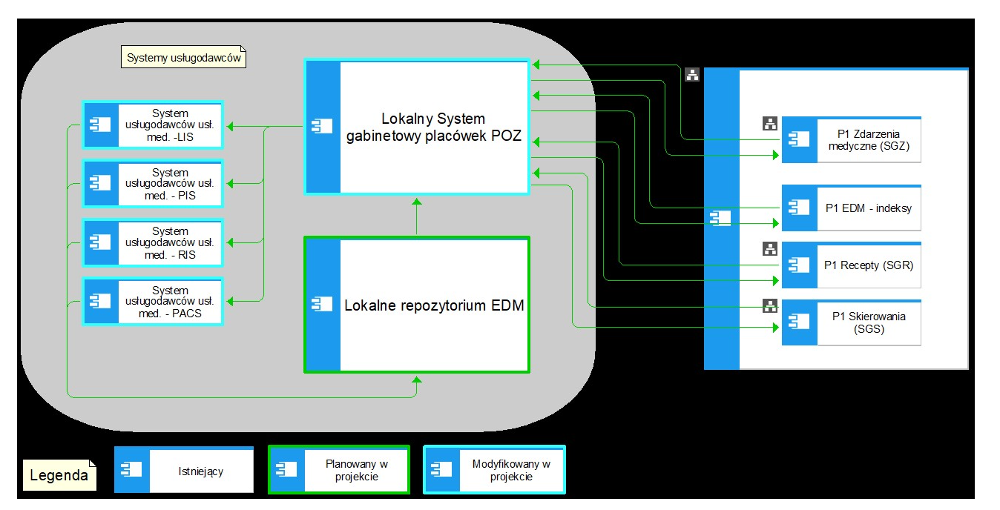 Systemy usługodawców
System
usługodawców usł.
med. -LIS
System
usługodawców usł.
med. - PIS
System
usługodawców usł.
med. - RIS
System
usługodawców usł.
med. - PACS
Lokalny System
gabinetowy placówek POZ
Lokalne repozytorium EDM
P1 Zdarzenia
medyczne (SGZ)
P1 EDM - indeksy
P1 Recepty (SGR)
P1 Skierowania
(SGS)
Legenda
Istniejący
Planowany w
projekcie
Modyfikowany w
projekcie